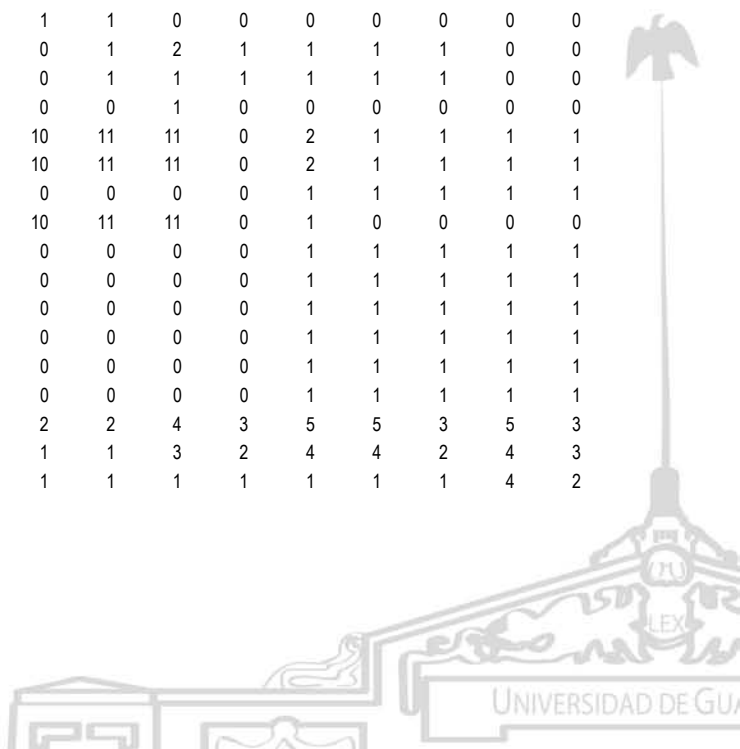 1 1 0 0 0 0 0 0 0
0 1 2 1 1 1 1 0 0
0 1 1 1 1 1 1 0 0
0 0 1 0 0 0 0 0 0
10 11 11 0 2 1 1 1 1
10 11 11 0 2 1 1 1 1
0 0 0 0 1 1 1 1 1
10 11 11 0 1 0 0 0 0
0 0 0 0 1 1 1 1 1
0 0 0 0 1 1 1 1 1
0 0 0 0 1 1 1 1 1
0 0 0 0 1 1 1 1 1
0 0 0 0 1 1 1 1 1
0 0 0 0 1 1 1 1 1
2 2 4 3 5 5 3 5 3
1 1 3 2 4 4 2 4 3
1 1 1 1 1 1 1 4 2
LEX
UNIVERSIDAD DE GUA